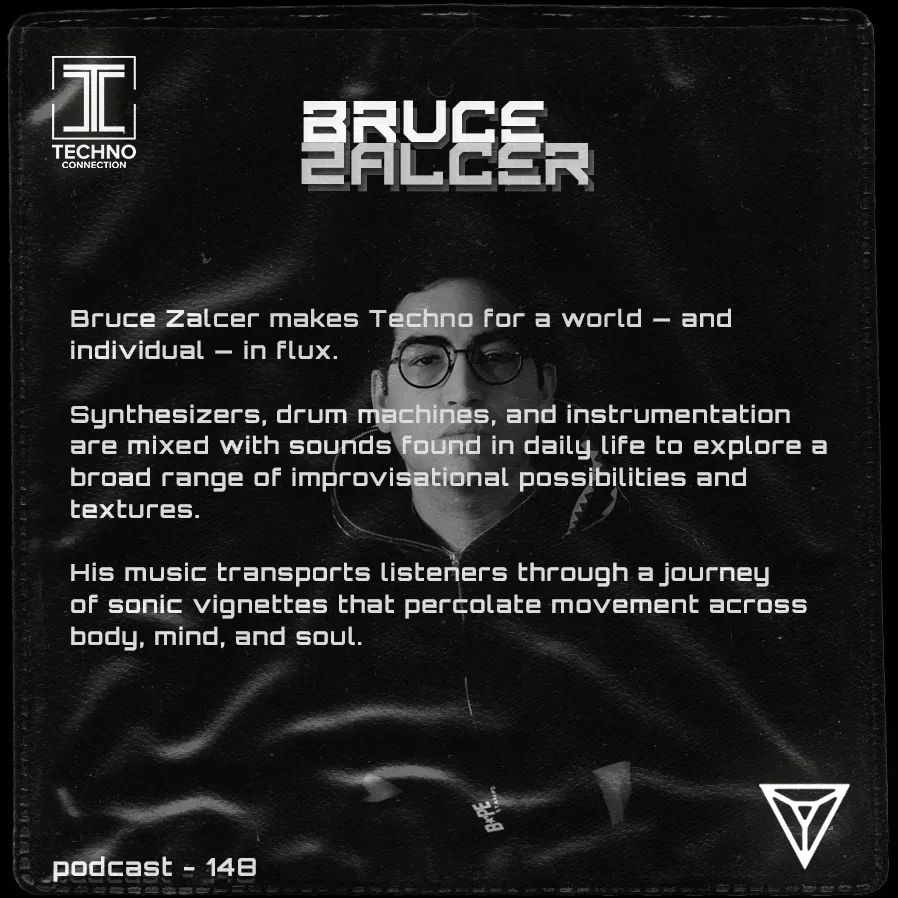 TECHNO
CONNECTION
BRUCE
ZALCER
Bruce Zalcer makes Techno for a world – and
individual – in flux.
Synthesizers, drum machines, and instrumentation
are mixed with sounds found in daily life to explore a
broad range of improvisational possibilities and
textures.
His music transports listeners through a journey
of sonic vignettes that percolate movement across
body, mind, and soul.
BAPE
podcast - 148